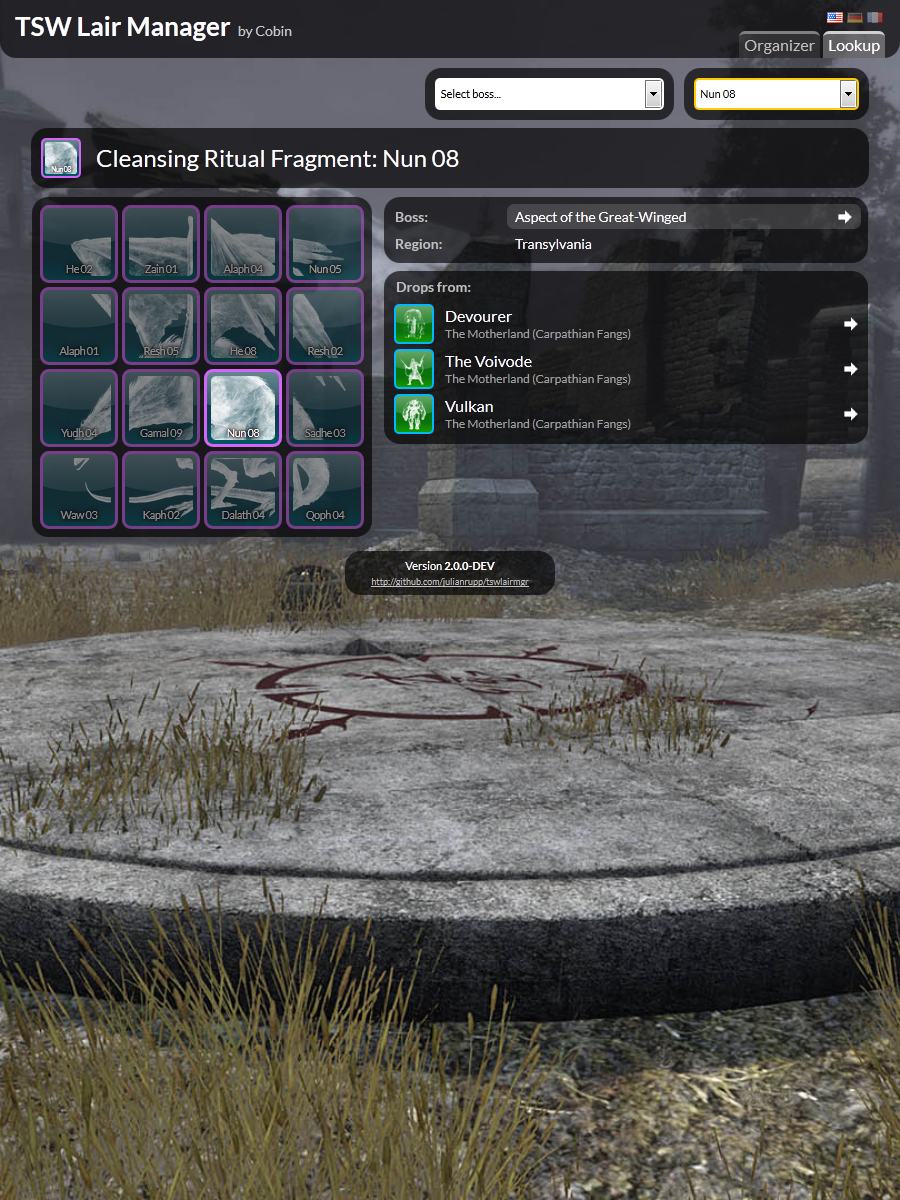 TSW Lair Manager by Cobin
Organizer Lookup
Select boss...
Nun 08
Nun 08
Cleansing Ritual Fragment: Nun 08
He 02
Zain 01
Alaph 04
Nun 05
Alaph 01
Resh 05
He 08
Resh 02
Yudh 04
Gamal 09
Nun 08
Sadhe 03
Waw 03
Kaph 02
Dalath 04
Qoph 04
Boss: Aspect of the Great-Winged
Region: Transylvania
Drops from:
Devourer
The Motherland (Carpathian Fangs)
The Voivode
The Motherland (Carpathian Fangs)
Vulkan
The Motherland (Carpathian Fangs)
Version 2.0.0-DEV
http://github.com/julianrupp/tswlairmgr